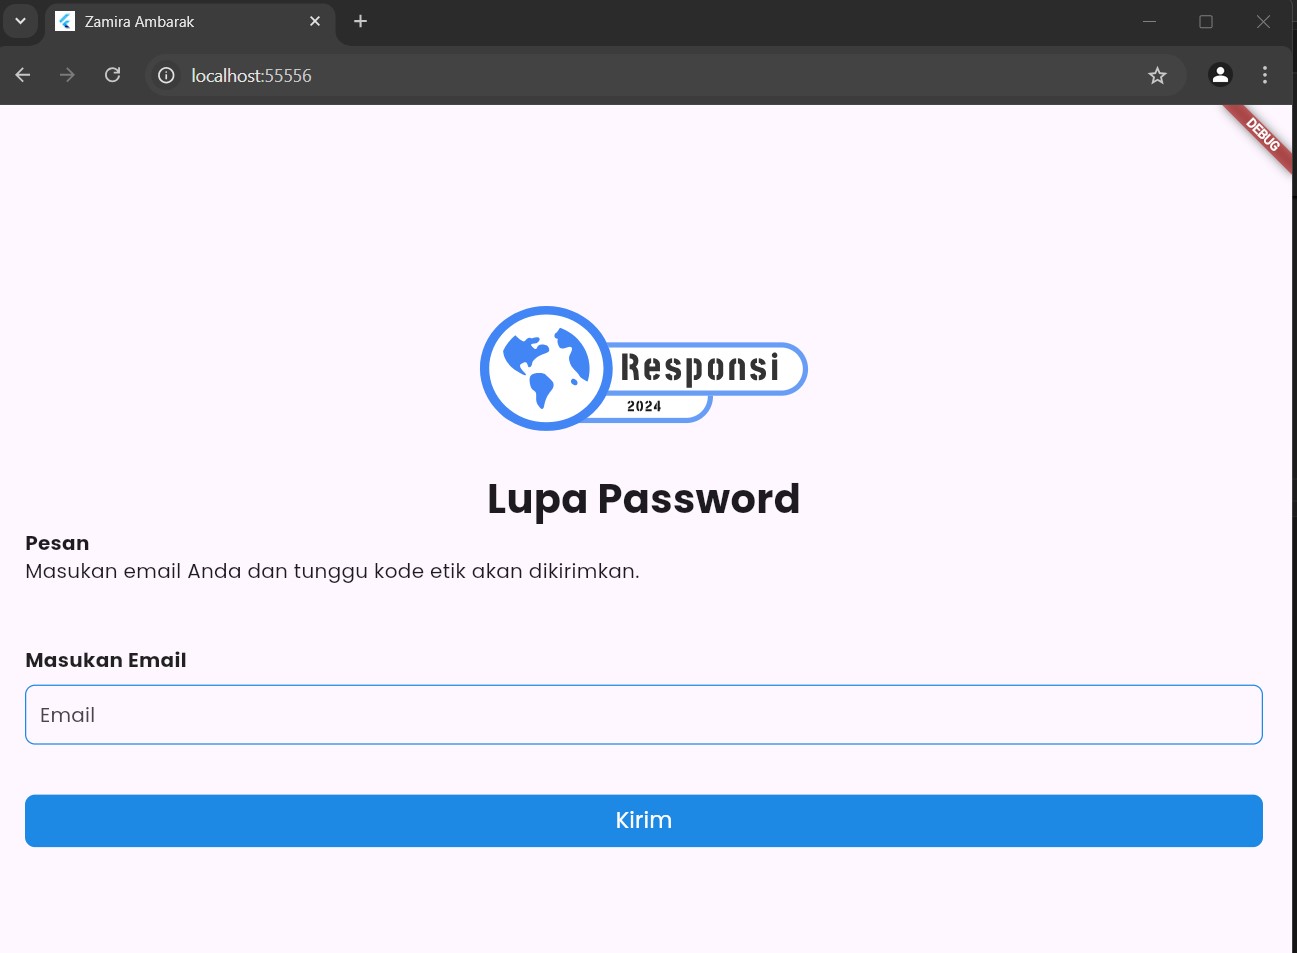 Zamira Ambarak
localhost:55556
DEBUG
Responsi
2024
Lupa Password
Pesan
Masukan email Anda dan tunggu kode etik akan dikirimkan.
Masukan Email
Email
Kirim